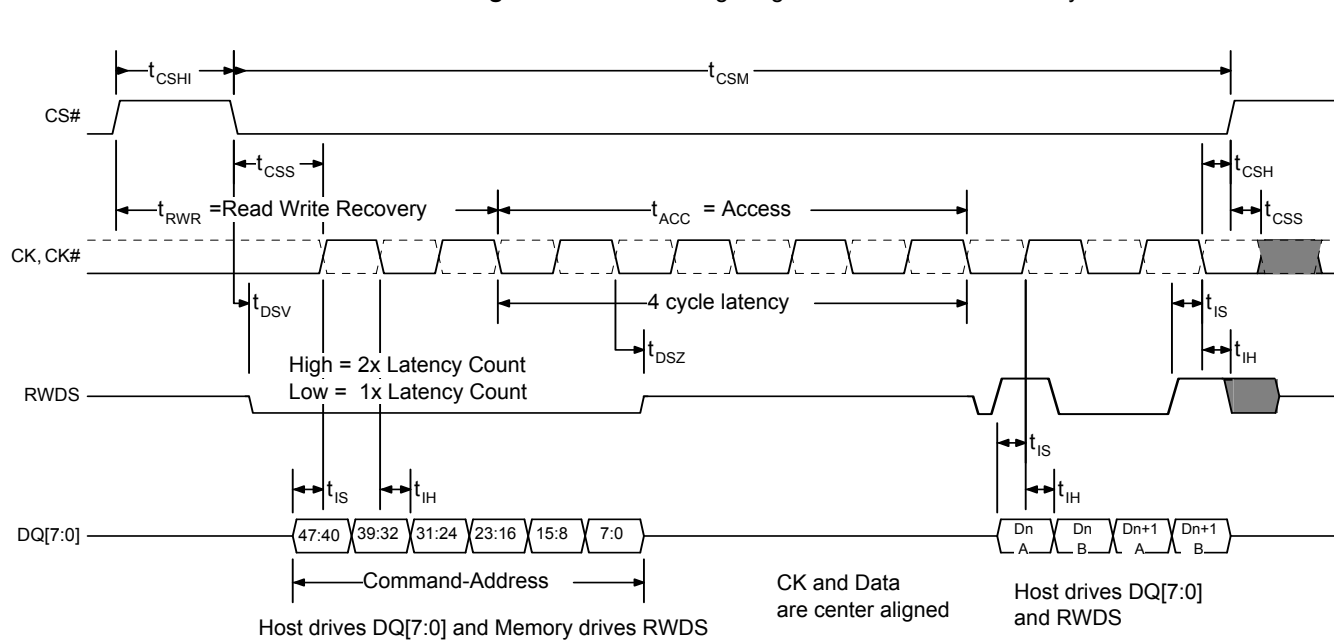 tCSHI
tCSM
CS#
tCSS
tCSH
tRWR =Read Write Recovery
tACC = Access
tCSS
CK, CK#
tDSV
4 cycle latency
tIS
tDSZ
tIH
High = 2x Latency Count
Low = 1x Latency Count
RWDS
tIS
tIS
tIH
tIH
DQ[7:0]
47:40
39:32
31:24
23:16
15:8
7:0
Dn
A
Dn
B
Dn+1
A
Dn+1
B
Command-Address
CK and Data
are center aligned
Host drives DQ[7:0]
and RWDS
Host drives DQ[7:0] and Memory drives RWDS